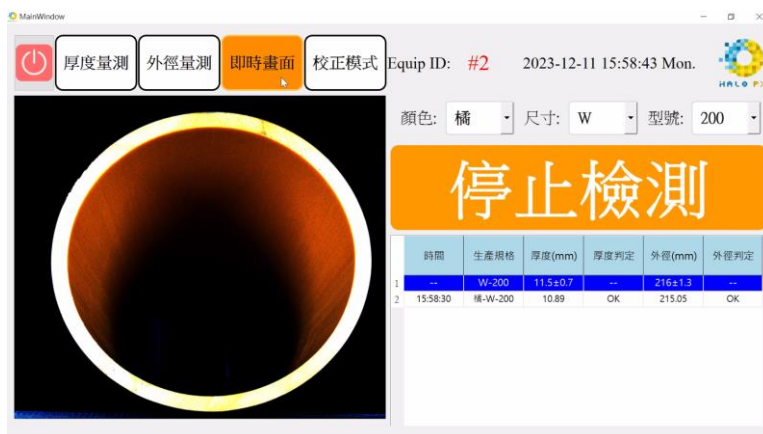 MainWindow
厚度量測 外徑量測 即時畫面 校正模式 Equip ID: #2 2023-12-11 15:58:43 Mon.
HALO P
顏色: 橘 尺寸: W 型號: 200
停止檢測
時間 生產規格 厚度(mm) 厚度判定 外徑(mm) 外徑判定
1 -- W-200 11.5±0.7 -- 216±1.3 --
2 15:58:30 橘-W-200 10.89 OK 215.05 OK